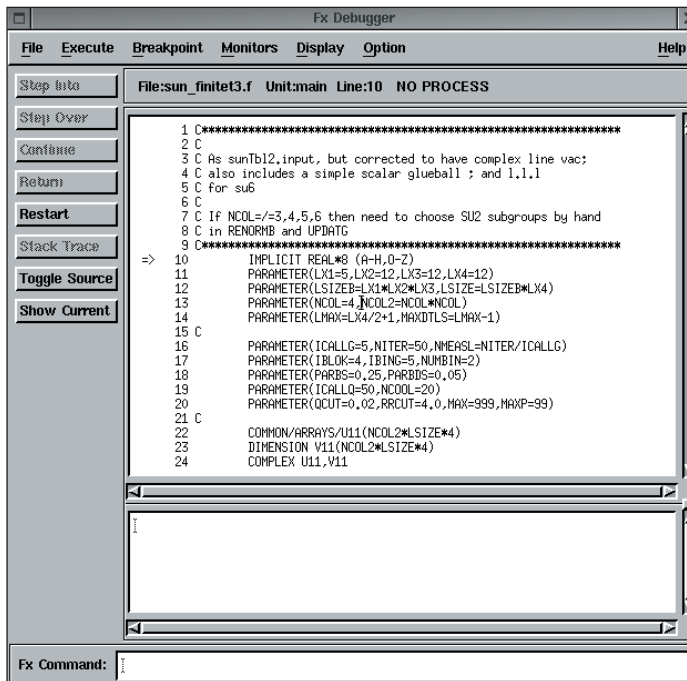 Fx Debugger
File Execute Breakpoint Monitors Display Option Help
Step Into
Step Over
Continue
Return
Restart
Stack Trace
Toggle Source
Show Current
File:sun_finitet3.f Unit:main Line:10 NO PROCESS
1 C***************************************************************
2 C
3 C As sunTbl2.input, but corrected to have complex line vac;
4 C also includes a simple scalar glueball ; and l.l.l
5 C for su6
6 C
7 C If NCOL=/=3,4,5,6 then need to choose SU2 subgroups by hand
8 C in RENORMB and UPDATG
9 C***************************************************************
=> 10 IMPLICIT REAL*8 (A-H,O-Z)
11 PARAMETER(LX1=5,LX2=12,LX3=12,LX4=12)
12 PARAMETER(LSIZEB=LX1*LX2*LX3,LSIZE=LSIZEB*LX4)
13 PARAMETER(NCOL=4,NCOL2=NCOL*NCOL)
14 PARAMETER(LMAX=LX4/2+1,MAXDTLS=LMAX-1)
15 C
16 PARAMETER(ICALLG=5,NITER=50,NMEASL=NITER/ICALLG)
17 PARAMETER(IBLOK=4,IBING=5,NUMBIN=2)
18 PARAMETER(PARBS=0.25,PARBDS=0.05)
19 PARAMETER(ICALLQ=50,NCOOL=20)
20 PARAMETER(QCUT=0.02,RRCUT=4.0,MAX=999,MAXP=99)
21 C
22 COMMON/ARRAYS/U11(NCOL2*LSIZE*4)
23 DIMENSION V11(NCOL2*LSIZE*4)
24 COMPLEX U11,V11
Fx Command: